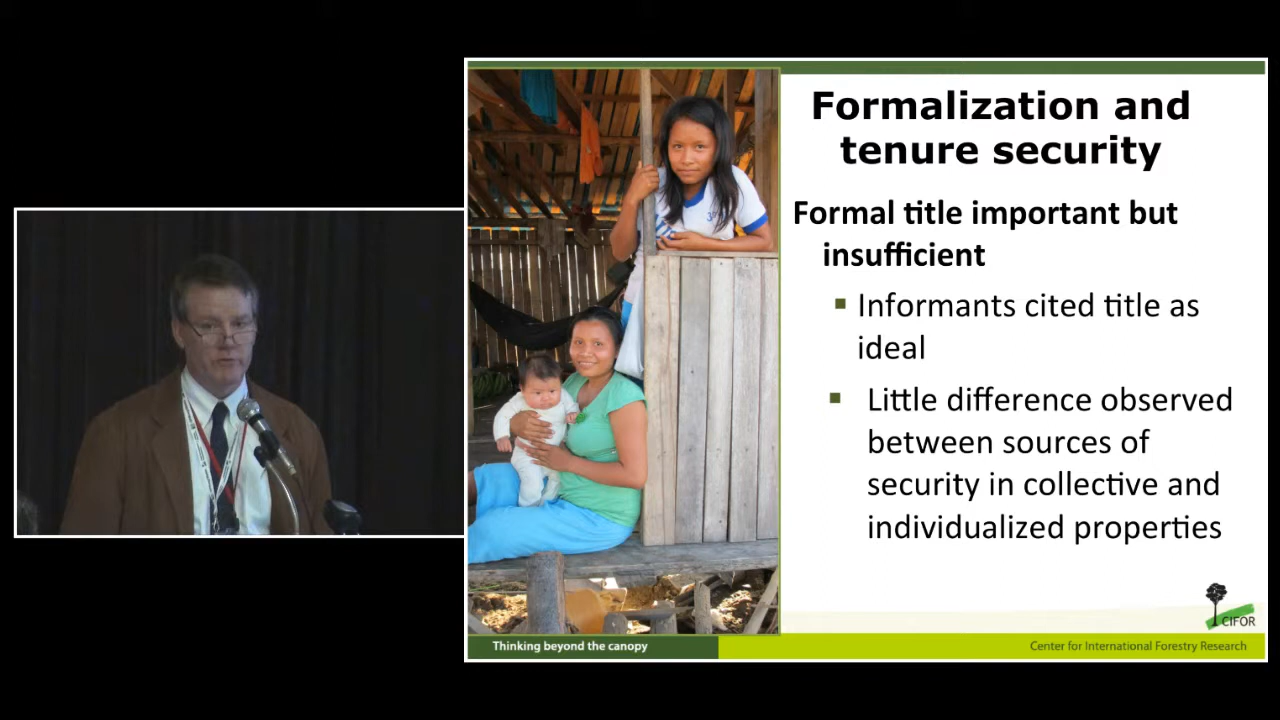 Formalization and
tenure security
Formal title important but
insufficient
▪ Informants cited title as
ideal
▪ Little difference observed
between sources of
security in collective and
individualized properties
CIFOR
Thinking beyond the canopy
Center for International Forestry Research